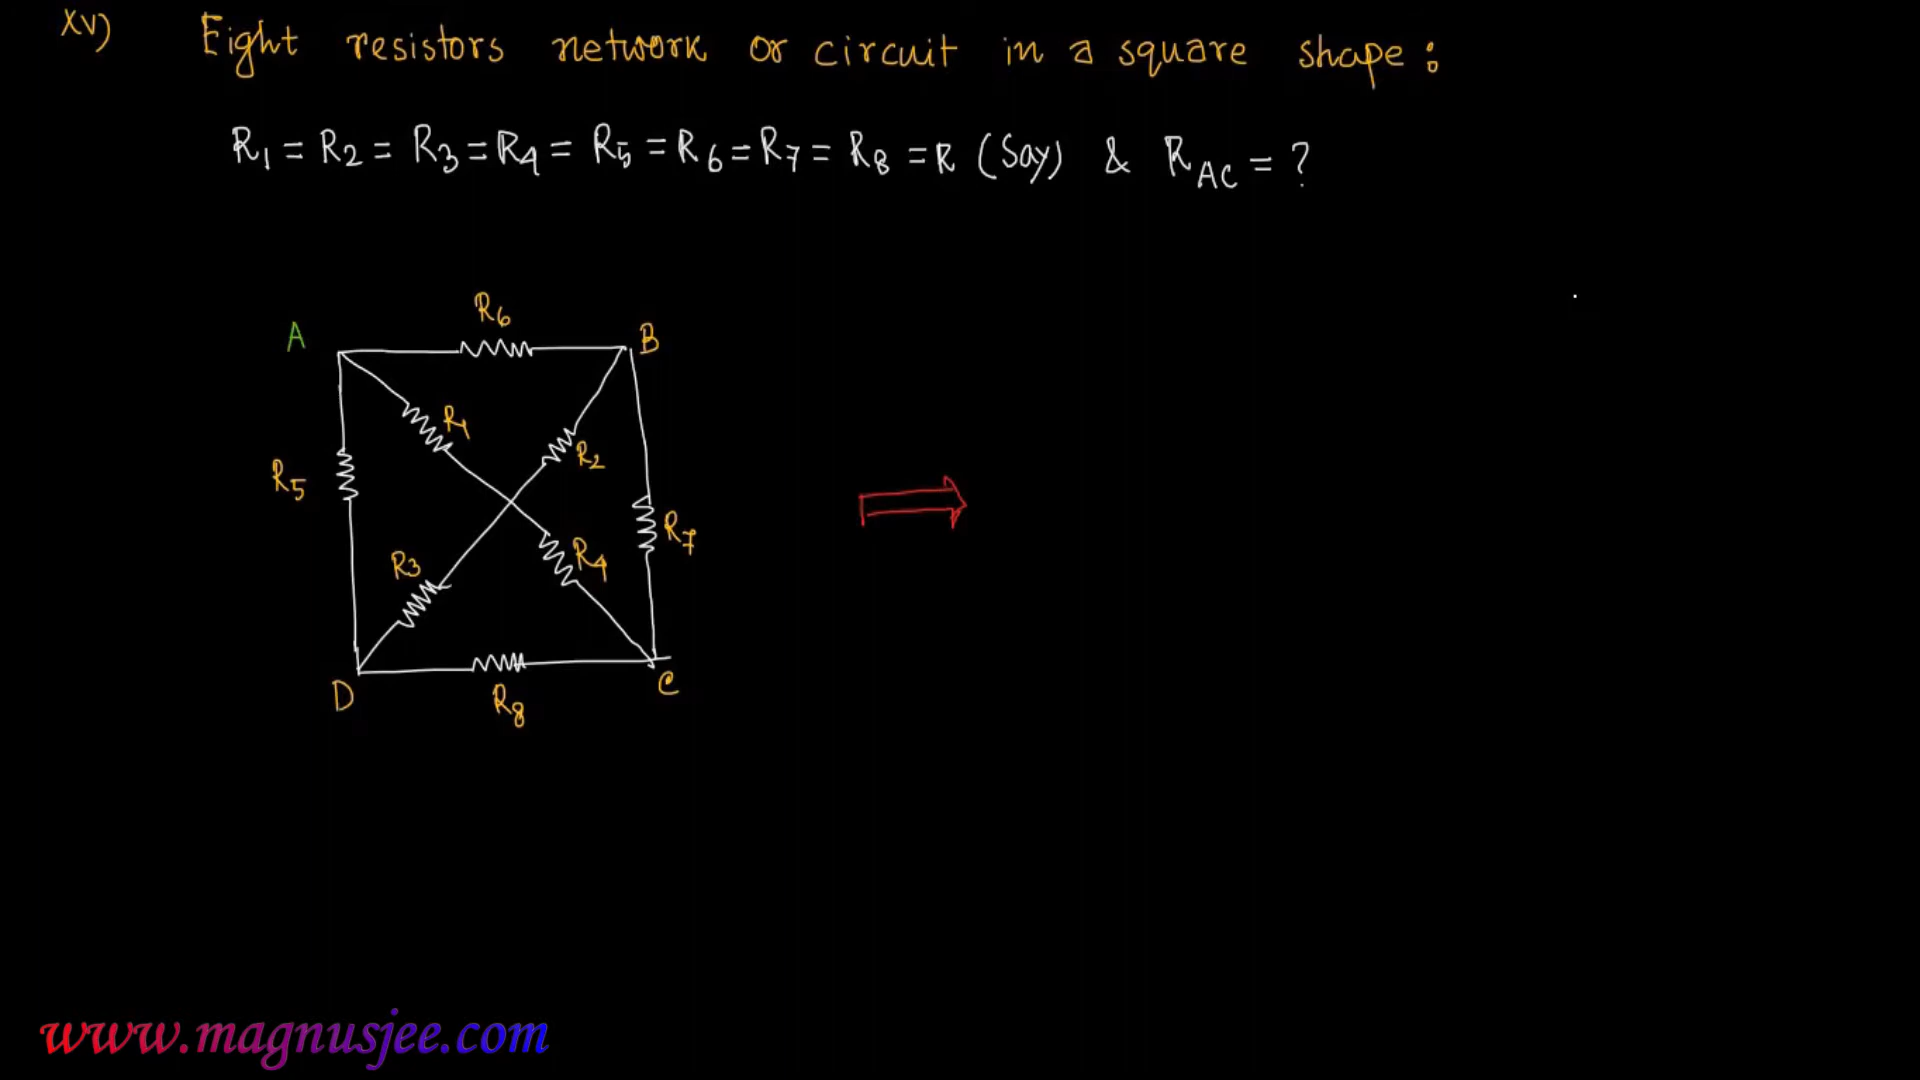 xv) Eight resistors network or circuit in a square shape:
R1 = R2 = R3 = R4 = R5 = R6 = R7 = R8 = R (Say) & RAC = ?
R6
A
B
R1
R2
R5
R7
R3
R4
D
C
R8
www.magnusjee.com